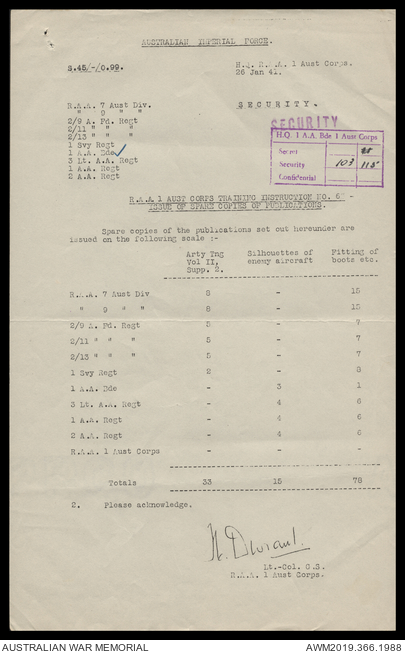 AUSTRALIAN IMPERIAL FORCE.
S.45/-/0.99.
H.Q. R.A.A. 1 Aust Corps.
26 Jan 41.
R.A.A. 7 Aust Div.
" 9 " "
2/9 A. Fd. Regt
2/11 " " "
2/13 " " "
1 Svy Regt
1 A.A. Bde
3 Lt. A.A. Regt
1 A.A. Regt
2 A.A. Regt
SECURITY.
SECURITY
H.Q. 1 A.A. Bde 1 Aust Corps
Secret
Security 103 115
Confidential
R.A.A. 1 AUST CORPS TRAINING INSTRUCTION NO. 6 -
ISSUE OF SPARE COPIES OF PUBLICATIONS.
Spare copies of the publications set out hereunder are
issued on the following scale :-
Arty Tng Vol II, Supp. 2. Silhouettes of enemy aircraft Fitting of boots etc.
R.A.A. 7 Aust Div 8 - 15
" 9 " " 8 - 15
2/9 A. Fd. Regt 5 - 7
2/11 " " " 5 - 7
2/13 " " " 5 - 7
1 Svy Regt 2 - 8
1 A.A. Bde - 3 1
3 Lt. A.A. Regt - 4 6
1 A.A. Regt - 4 6
2 A.A. Regt - 4 6
R.A.A. 1 Aust Corps - - -
Totals 33 15 78
2. Please acknowledge.
Lt.-Col. G.S.
R.A.A. 1 Aust Corps.
AUSTRALIAN WAR MEMORIAL
AWM2019.366.1988